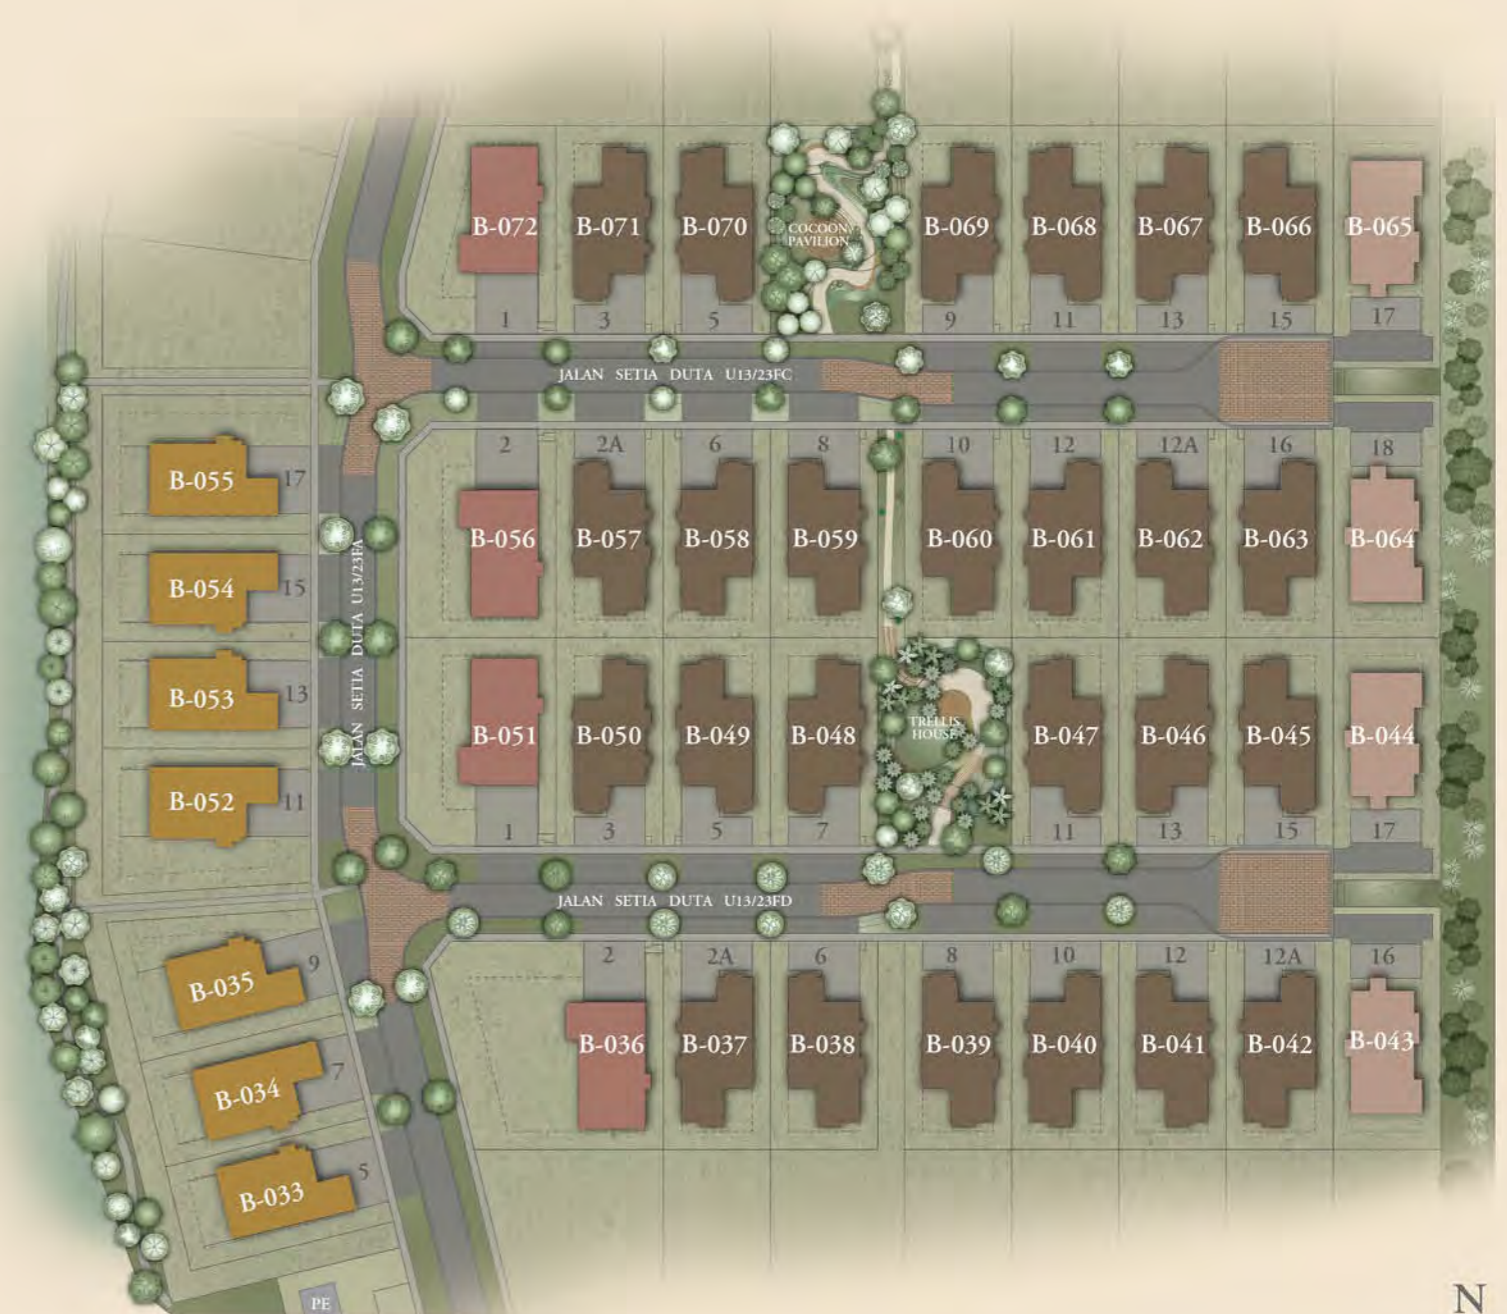 B-072 B-071 B-070 COCOON B-069 B-068 B-067 B-066 B-065
PAVILION
1 3 5 9 11 13 15 17
JALAN SETIA DUTA U13/23FC
2 2A 6 8 10 12 12A 16 18
B-056 B-057 B-058 B-059 B-060 B-061 B-062 B-063 B-064
B-055 17
B-054 15
B-053 13
B-052 11
JALAN SETIA DUTA U13/23FA
B-051 B-050 B-049 B-048 TRELLIS B-047 B-046 B-045 B-044
HOUSE
1 3 5 7 11 13 15 17
JALAN SETIA DUTA U13/23FD
2 2A 6 8 10 12 12A 16
B-036 B-037 B-038 B-039 B-040 B-041 B-042 B-043
B-035 9
B-034 7
B-033 5
PE
N